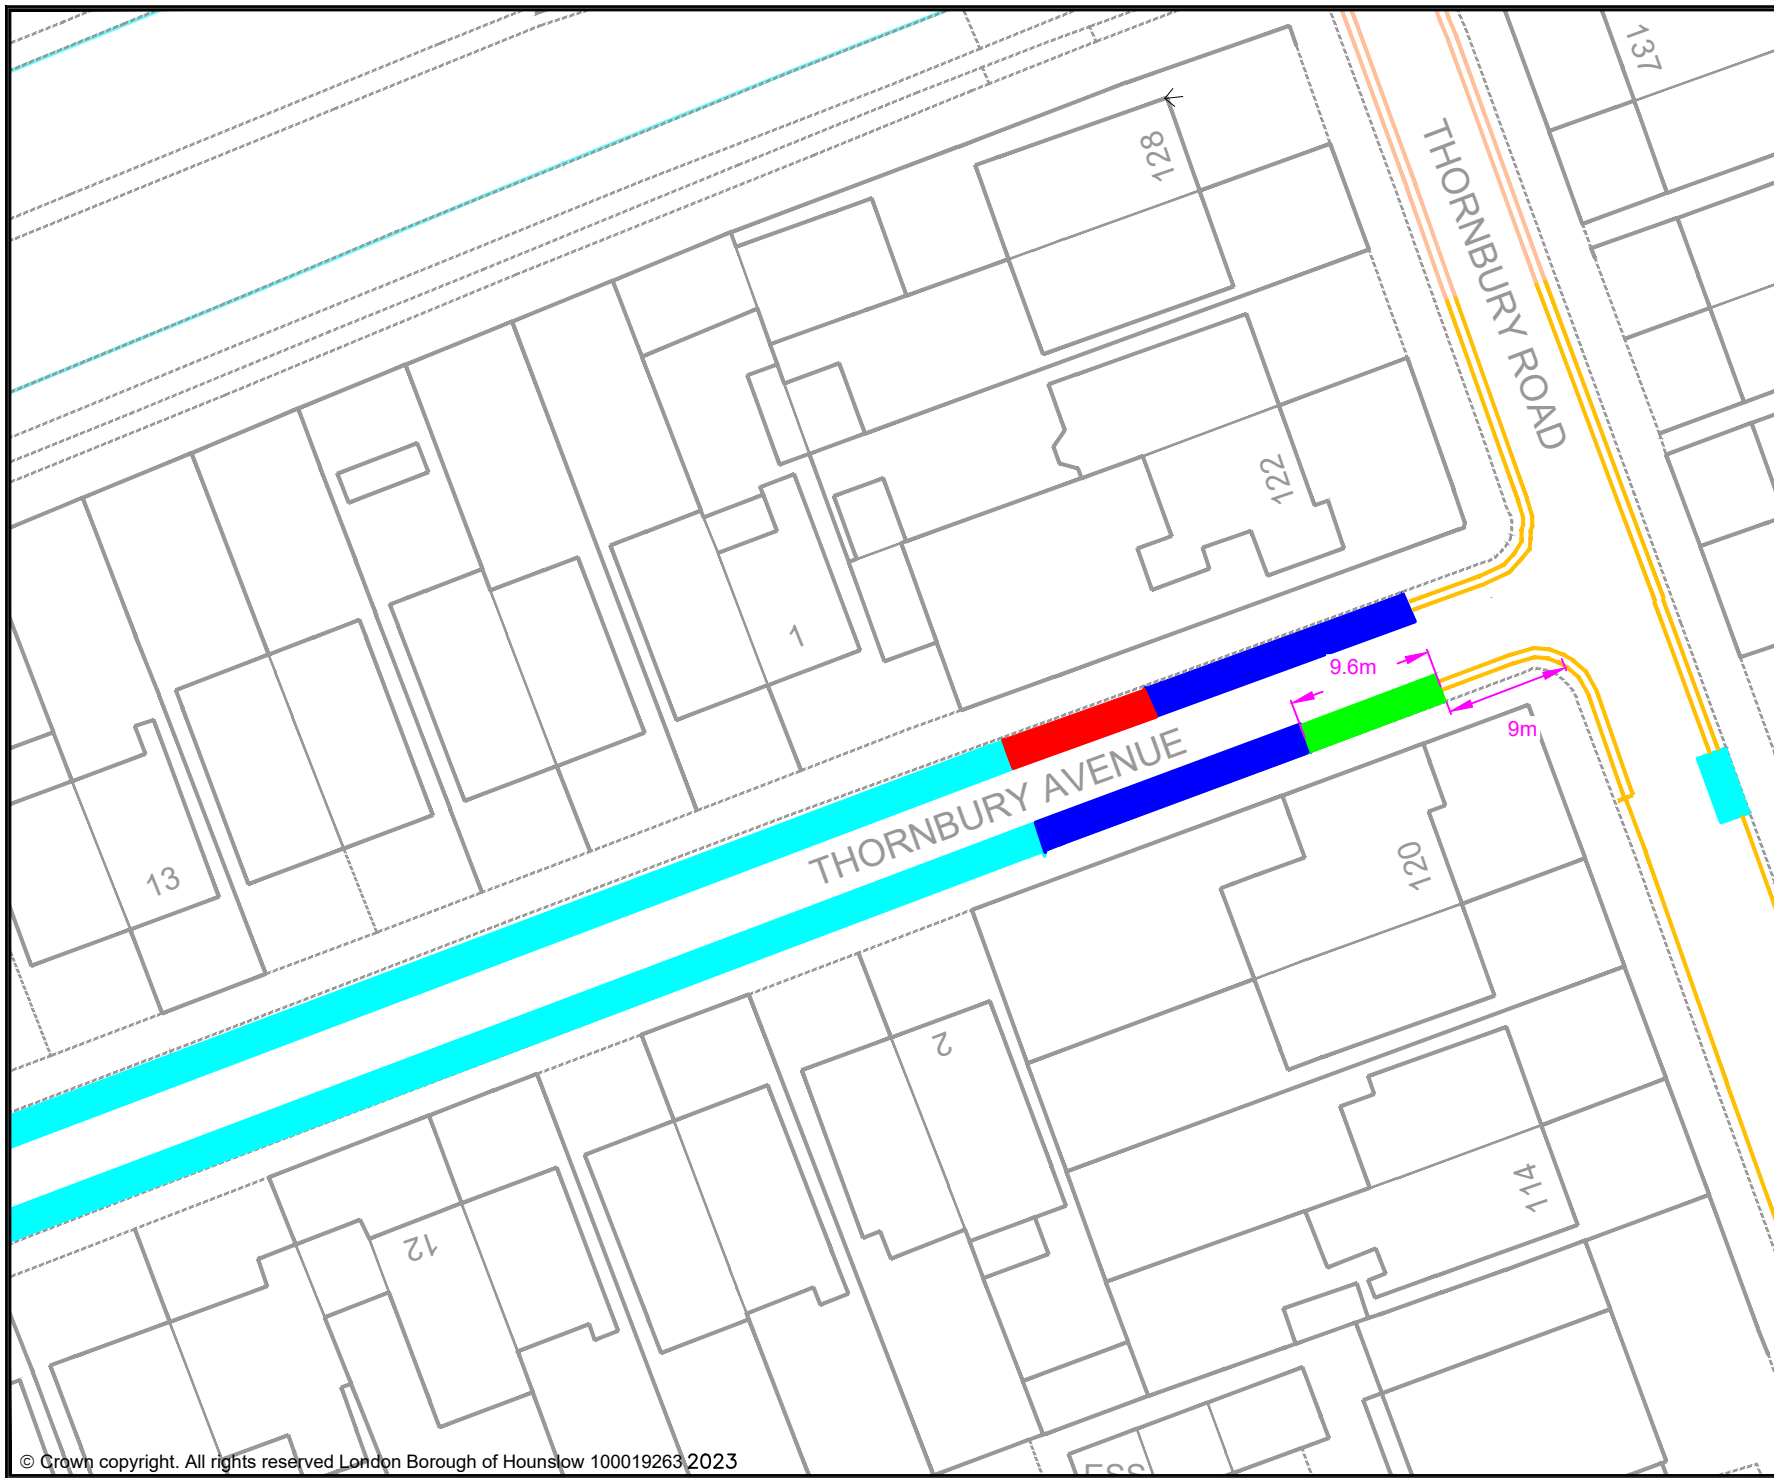 137
128
THORNBURY ROAD
122
1
9.6m
9m
THORNBURY AVENUE
120
13
2
114
12
ESS
© Crown copyright. All rights reserved London Borough of Hounslow 100019263 2023